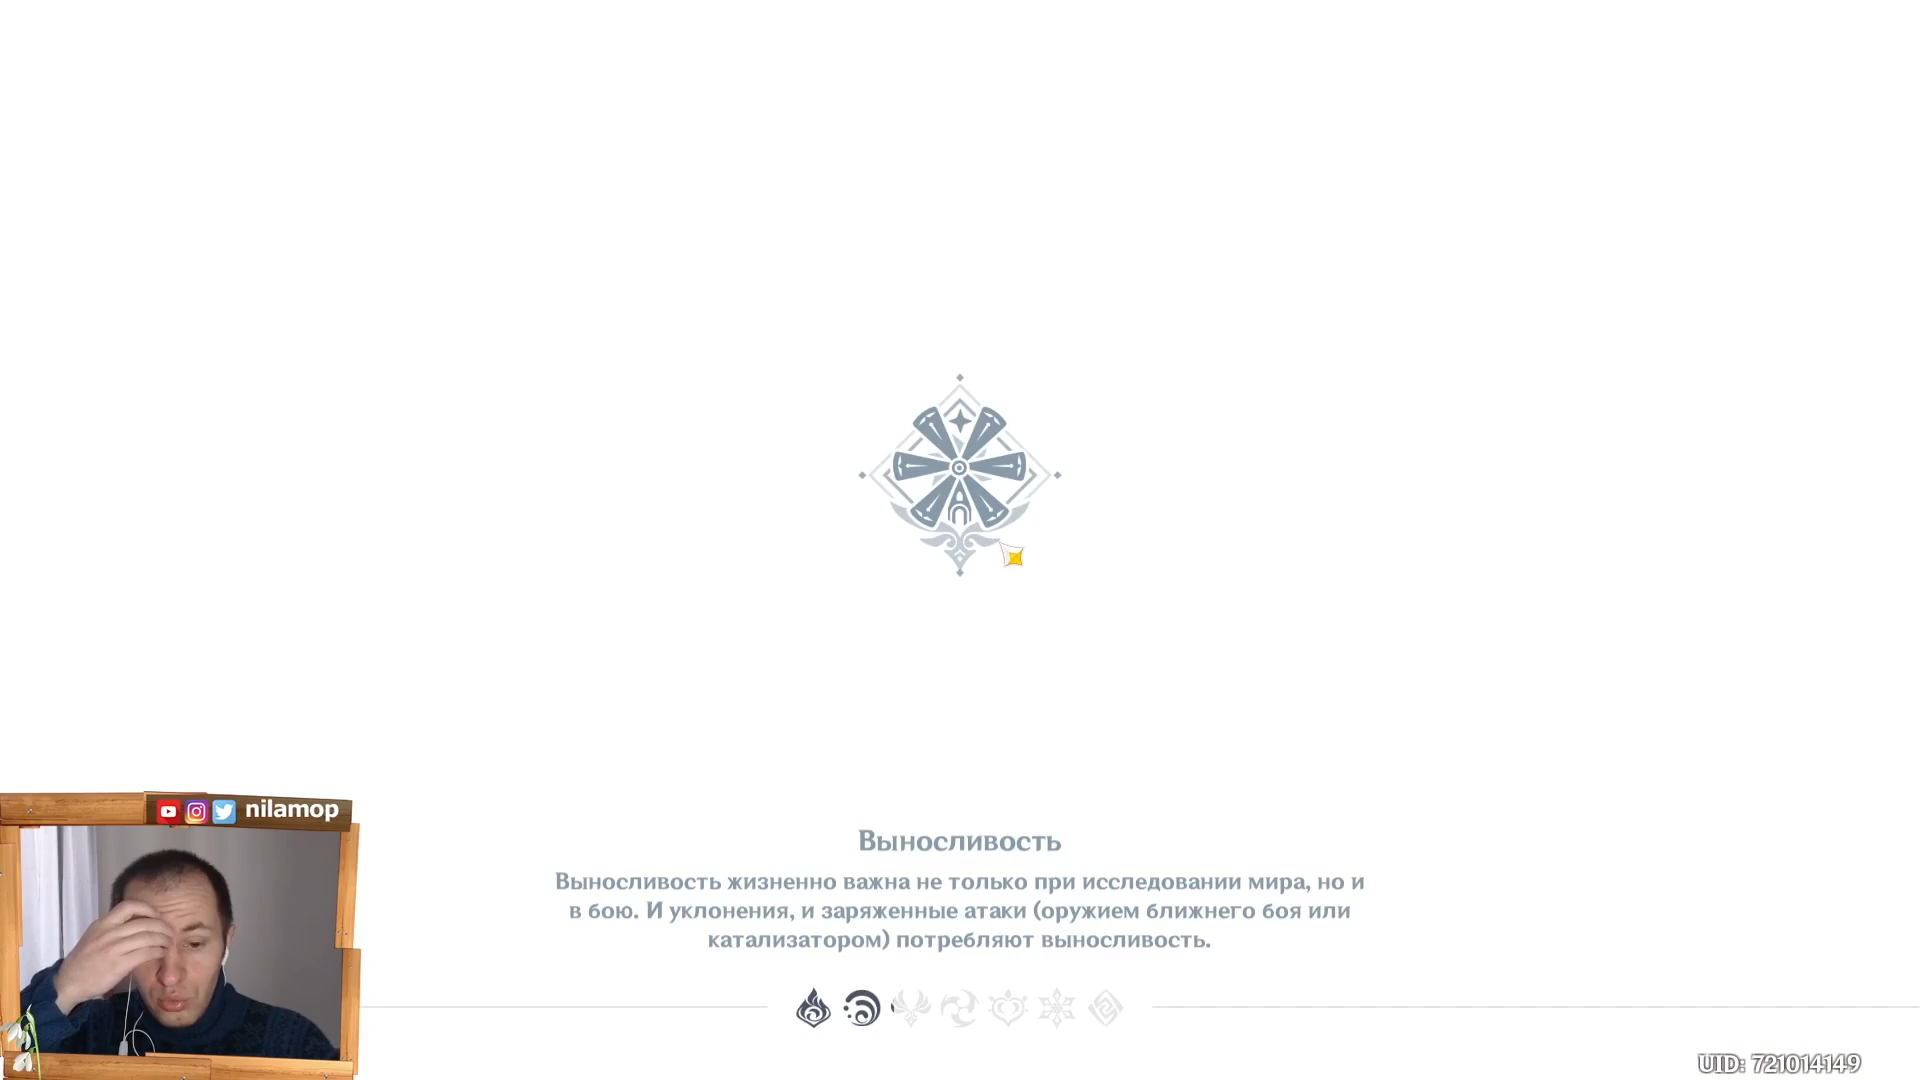 nilamop
Выносливость
Выносливость жизненно важна не только при исследовании мира, но и
в бою. И уклонения, и заряженные атаки (оружием ближнего боя или
катализатором) потребляют выносливость.
UID: 721014149